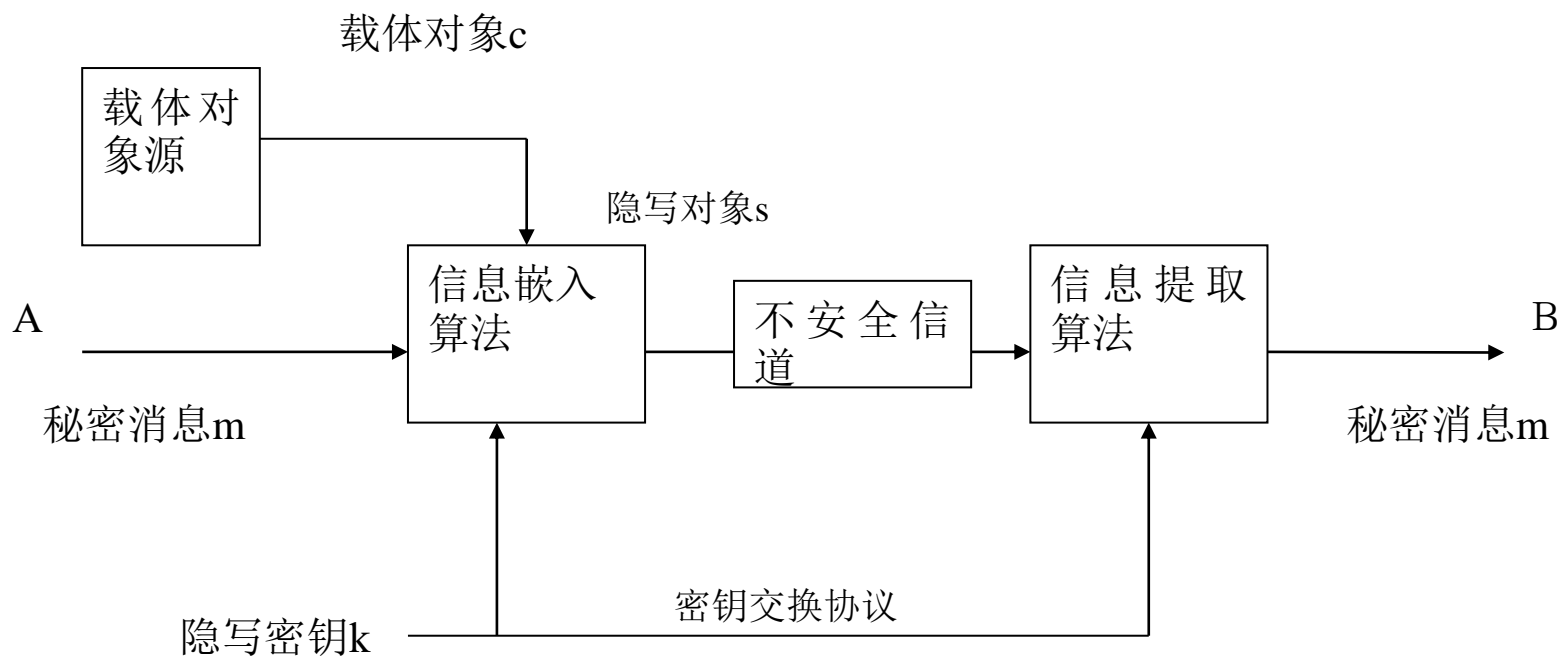 载体对象c
载体对
象源
隐写对象s
信息嵌入
算法
不安全信
道
信息提取
算法
A
B
秘密消息m
秘密消息m
密钥交换协议
隐写密钥k